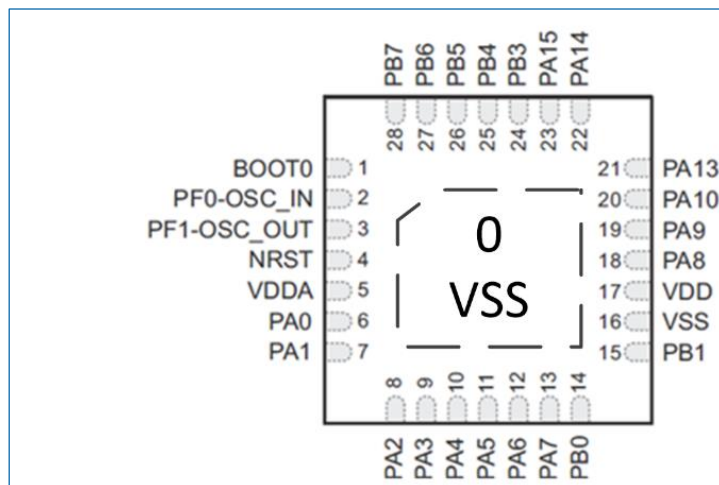 PB7 PB6 PB5 PB4 PB3 PA15 PA14
28 27 26 25 24 23 22
BOOT0 1
PF0-OSC_IN 2
PF1-OSC_OUT 3
NRST 4
VDDA 5
PA0 6
PA1 7
0
VSS
21 PA13
20 PA10
19 PA9
18 PA8
17 VDD
16 VSS
15 PB1
8 9 10 11 12 13 14
PA2 PA3 PA4 PA5 PA6 PA7 PB0